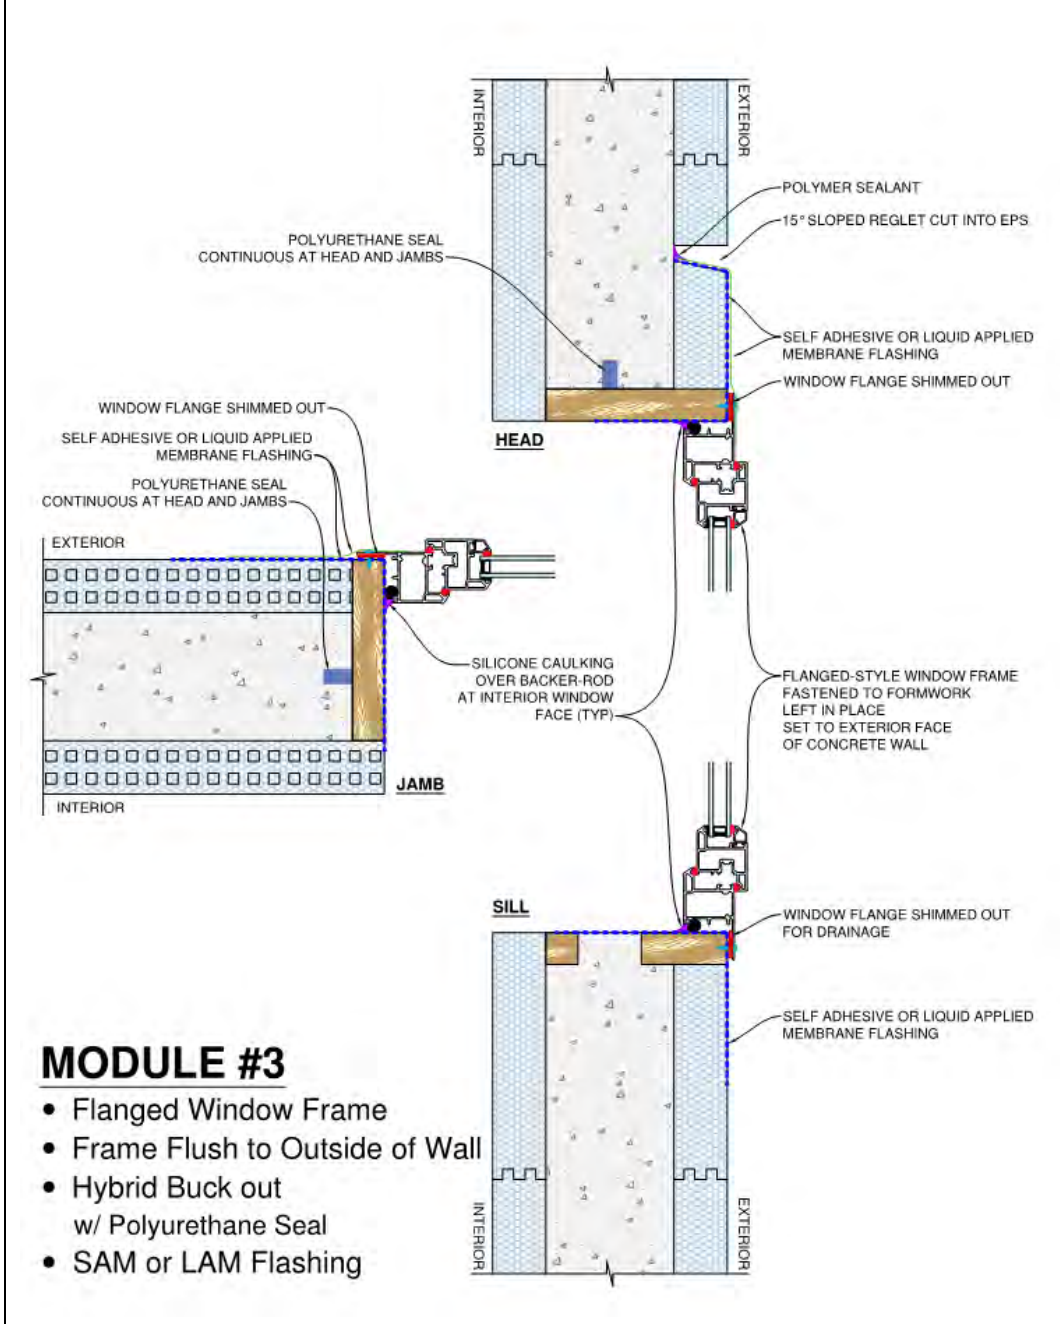 INTERIOR
EXTERIOR
POLYMER SEALANT
15° SLOPED REGLET CUT INTO EPS
POLYURETHANE SEAL
CONTINUOUS AT HEAD AND JAMBS
SELF ADHESIVE OR LIQUID APPLIED
MEMBRANE FLASHING
WINDOW FLANGE SHIMMED OUT
HEAD
WINDOW FLANGE SHIMMED OUT
SELF ADHESIVE OR LIQUID APPLIED
MEMBRANE FLASHING
POLYURETHANE SEAL
CONTINUOUS AT HEAD AND JAMBS
EXTERIOR
SILICONE CAULKING
OVER BACKER-ROD
AT INTERIOR WINDOW
FACE (TYP)
FLANGED-STYLE WINDOW FRAME
FASTENED TO FORMWORK
LEFT IN PLACE
SET TO EXTERIOR FACE
OF CONCRETE WALL
JAMB
INTERIOR
SILL
WINDOW FLANGE SHIMMED OUT
FOR DRAINAGE
SELF ADHESIVE OR LIQUID APPLIED
MEMBRANE FLASHING
MODULE #3
• Flanged Window Frame
• Frame Flush to Outside of Wall
• Hybrid Buck out
w/ Polyurethane Seal
• SAM or LAM Flashing
INTERIOR
EXTERIOR